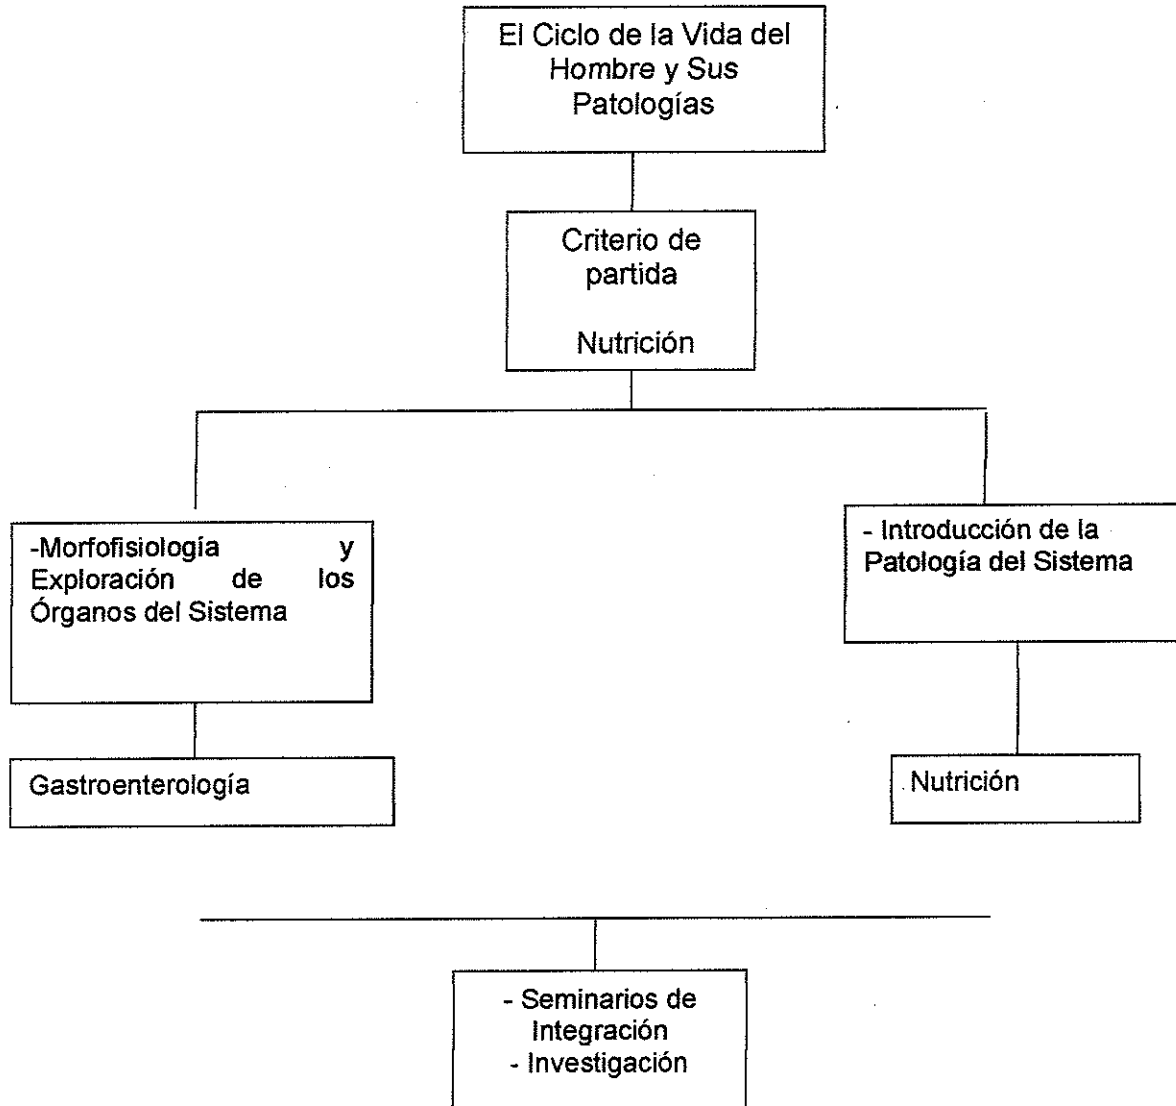 El Ciclo de la Vida del
Hombre y Sus
Patologías
Criterio de
partida
Nutrición
-Morfofisiología y
Exploración de los
Órganos del Sistema
- Introducción de la
Patología del Sistema
Gastroenterología
Nutrición
- Seminarios de
Integración
- Investigación